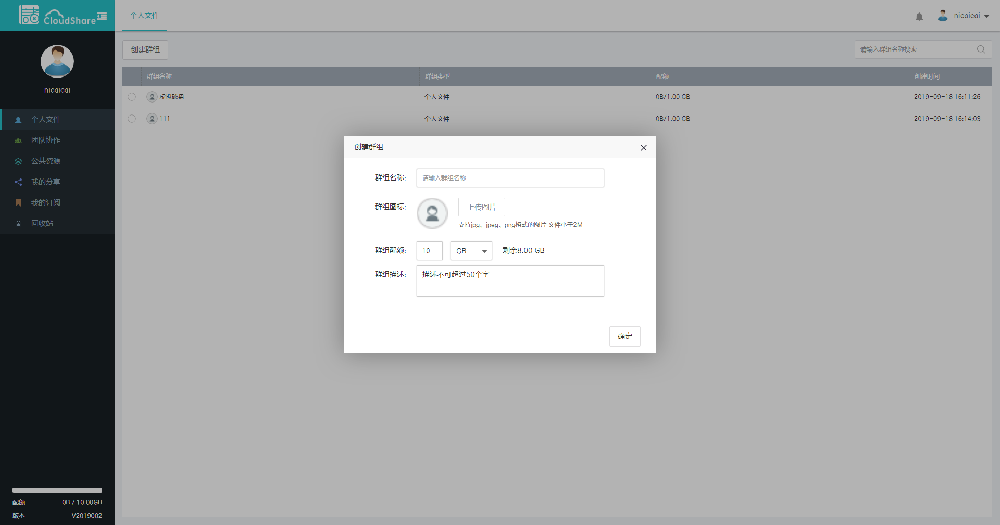 CloudShare
个人文件
nicaicai
nicaicai
个人文件
团队协作
公共资源
我的分享
我的订阅
回收站
配额 0B / 10.00GB
版本 V2019002
创建群组
请输入群组名称搜索
群组名称 群组类型 配额 创建时间
虚拟磁盘 个人文件 0B/1.00 GB 2019-09-18 16:11:26
111 个人文件 0B/1.00 GB 2019-09-18 16:14:03
创建群组
群组名称: 请输入群组名称
群组图标: 上传图片
支持jpg、jpeg、png格式的图片 文件小于2M
群组配额: 10 GB 剩余8.00 GB
群组描述: 描述不可超过50个字
确定